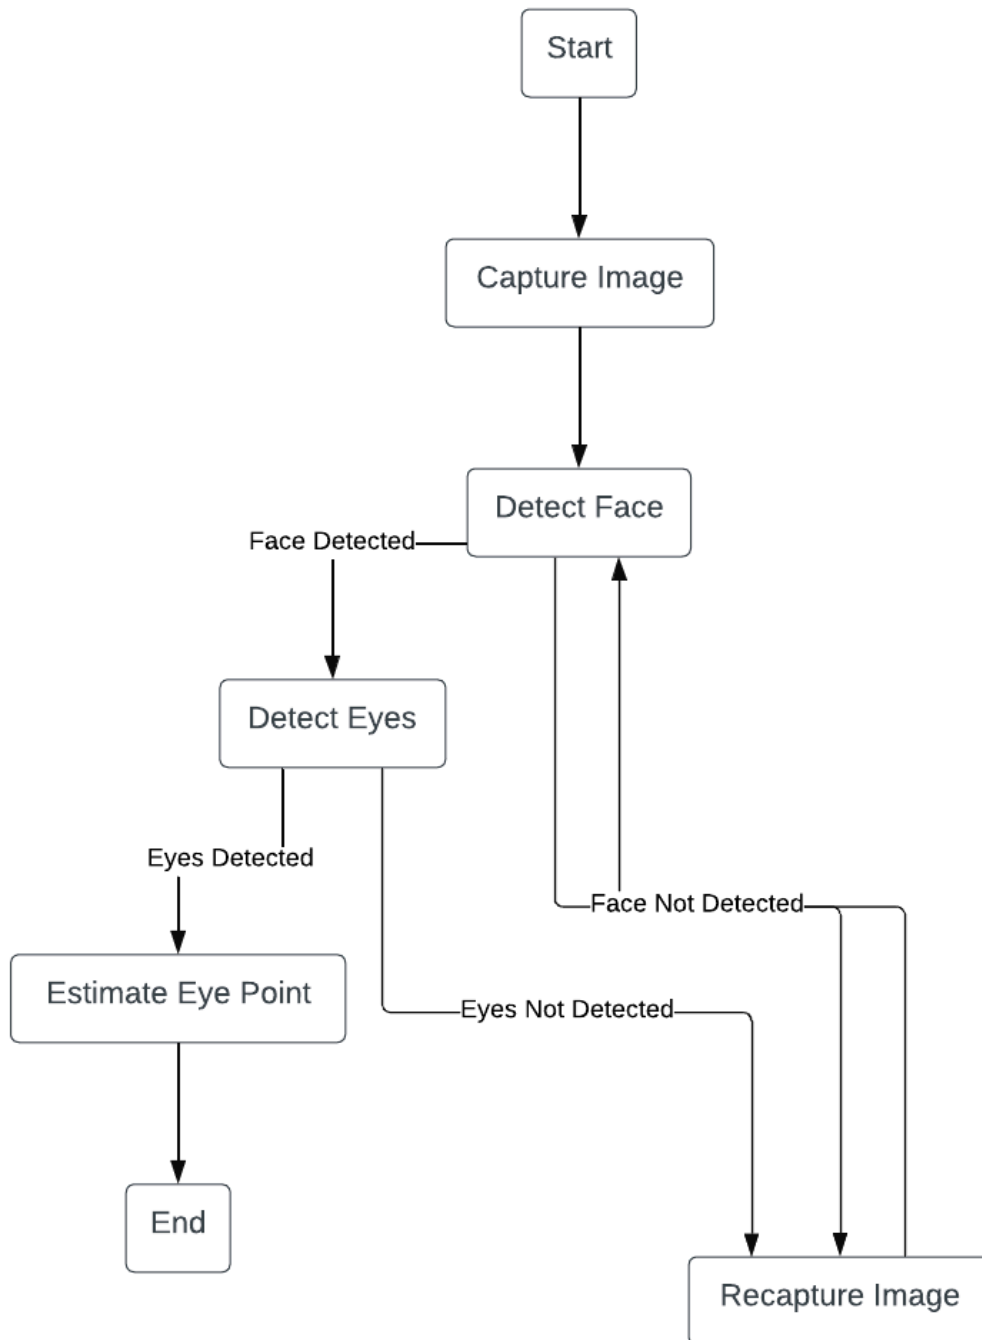 Start
Capture Image
Detect Face
Face Detected
Detect Eyes
Eyes Detected
Face Not Detected
Estimate Eye Point
Eyes Not Detected
End
Recapture Image